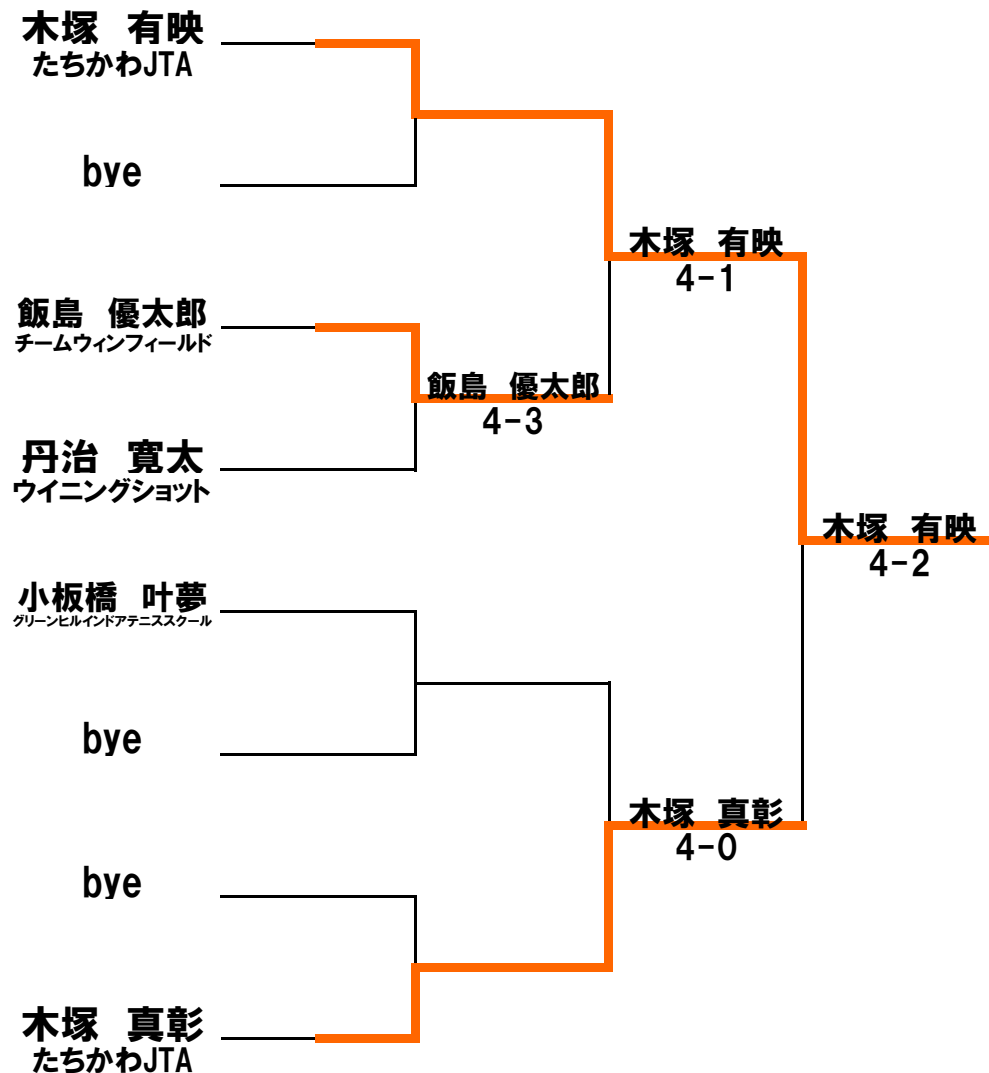 木塚　有映
たちかわJTA
bye
飯島　優太郎
チームウィンフィールド
丹治　寛太
ウイニングショット
小板橋　叶夢
グリーンヒルインドアテニススクール
bye
bye
木塚　真彰
たちかわJTA
飯島　優太郎
4-3
木塚　有映
4-1
木塚　真彰
4-0
木塚　有映
4-2